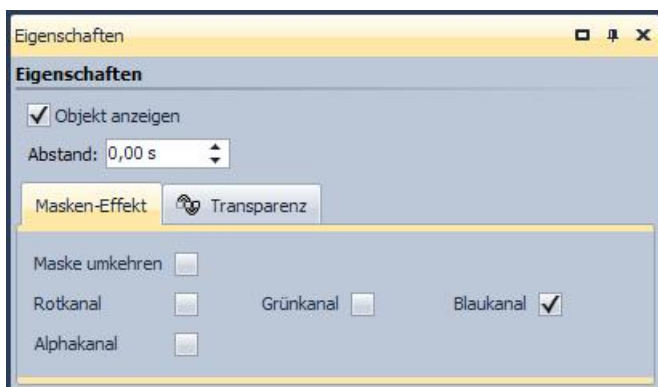 Eigenschaften
Eigenschaften
Objekt anzeigen
Abstand: 0,00 s
Masken-Effekt Transparenz
Maske umkehren
Rotkanal Grünkanal Blaukanal
Alphakanal